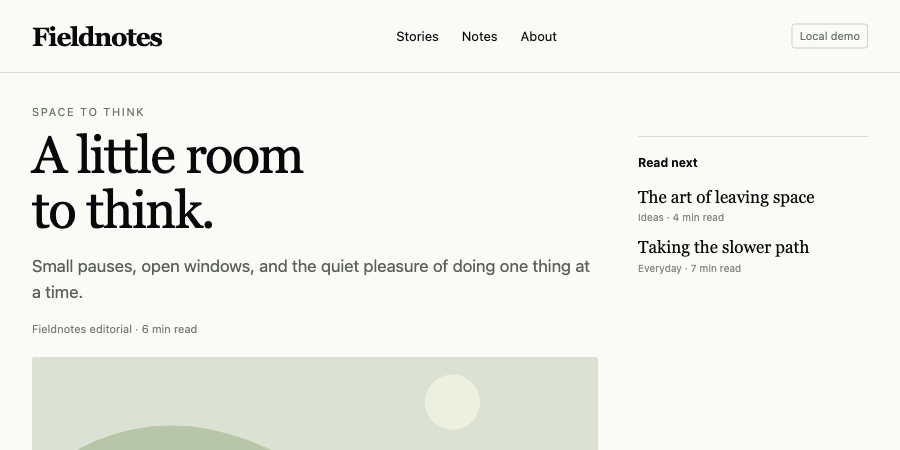 Fieldnotes
Stories
Notes
About
Local demo
SPACE TO THINK
A little room
to think.
Small pauses, open windows, and the quiet pleasure of doing one thing at
a time.
Fieldnotes editorial · 6 min read
Read next
The art of leaving space
Ideas · 4 min read
Taking the slower path
Everyday · 7 min read